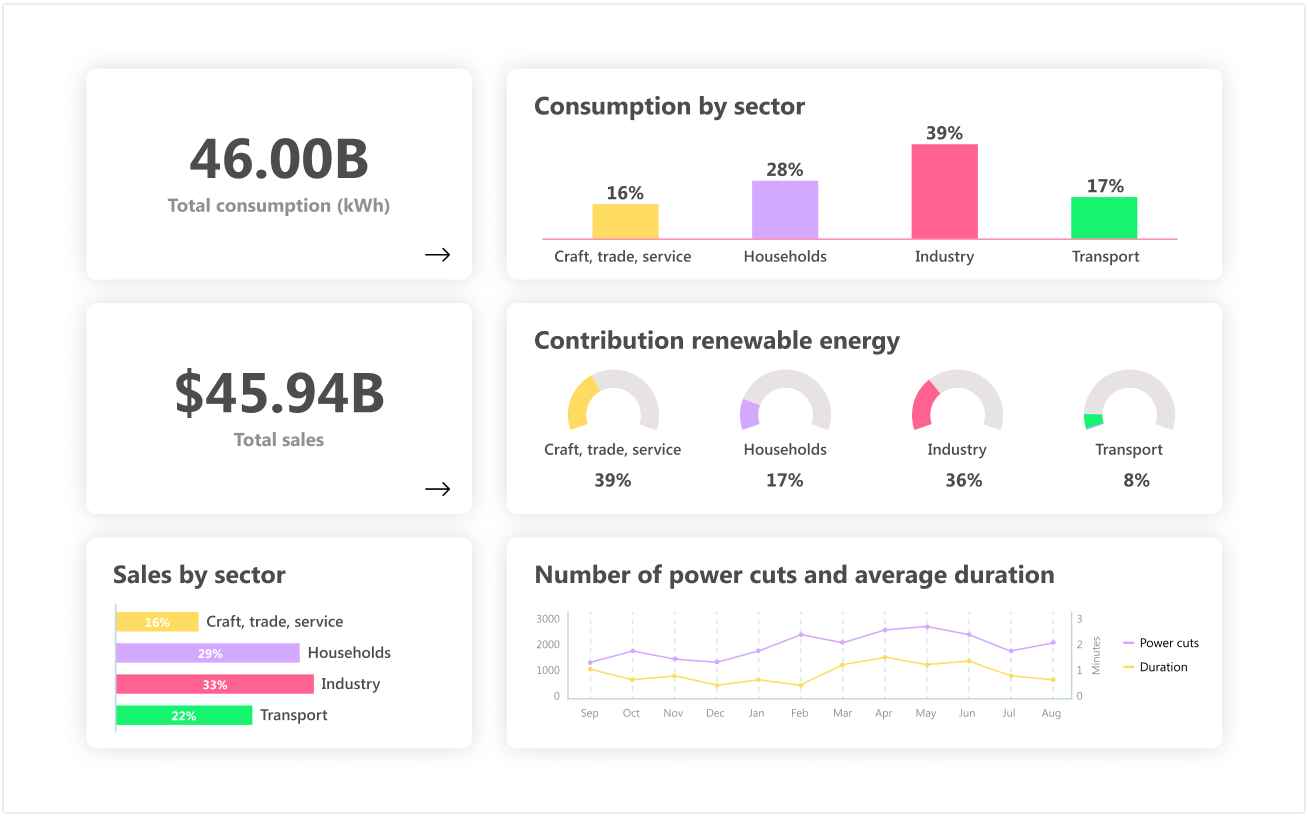 46.00B
Total consumption (kWh)
Consumption by sector
16% 28% 39% 17%
Craft, trade, service Households Industry Transport
$45.94B
Total sales
Contribution renewable energy
Craft, trade, service Households Industry Transport
39% 17% 36% 8%
Sales by sector
16% Craft, trade, service
29% Households
33% Industry
22% Transport
Number of power cuts and average duration
3000
2000
1000
0
3
2
1
0
Minutes
Sep Oct Nov Dec Jan Feb Mar Apr May Jun Jul Aug
Power cuts
Duration